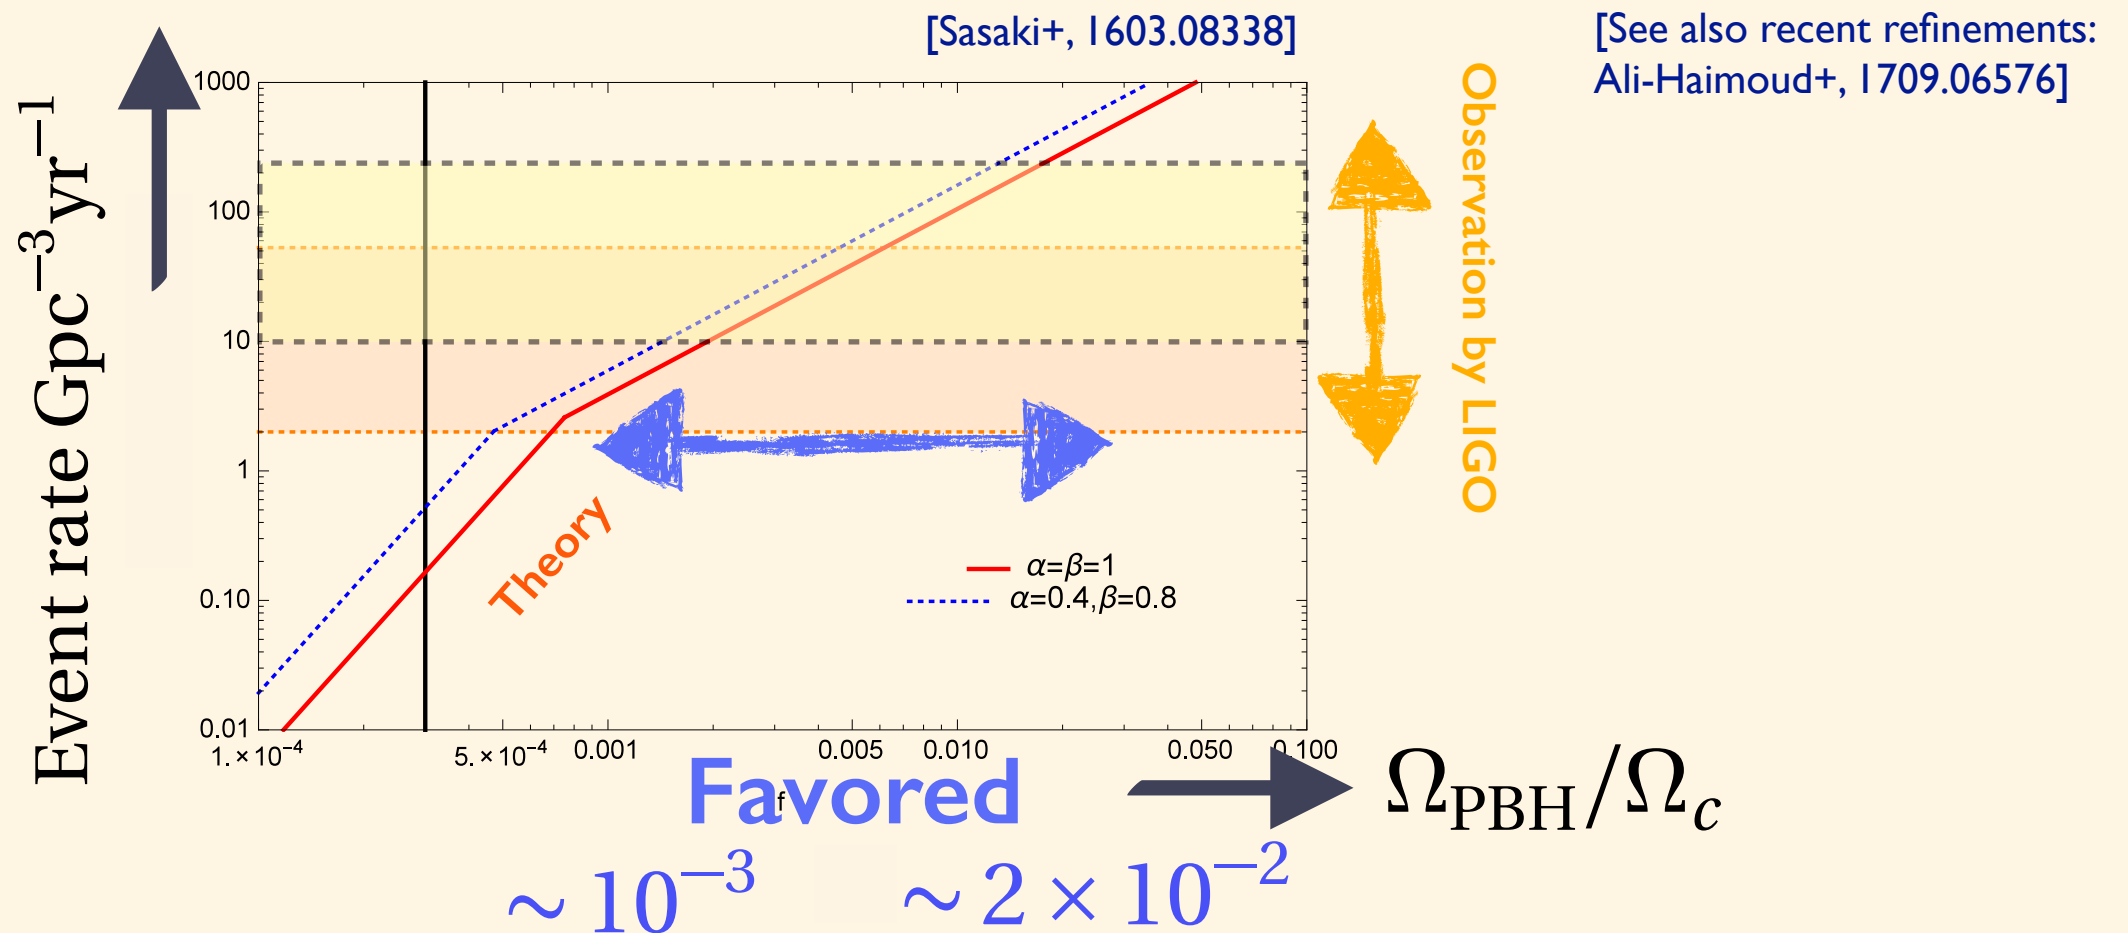 [Sasaki+, 1603.08338]
[See also recent refinements:
Ali-Haimoud+, 1709.06576]
Event rate Gpc⁻³yr⁻¹
1000
100
10
1
0.10
0.01
Observation by LIGO
Theory
α=β=1
α=0.4,β=0.8
1.×10⁻⁴ 5.×10⁻⁴ 0.001 0.005 0.010 0.050 0.100
f
Favored
Ω_PBH/Ω_c
~10⁻³ ~2×10⁻²